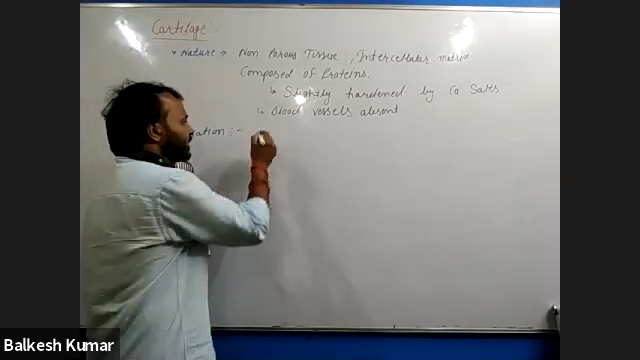 Cartilage:
* Nature → Non Porous Tissue, Intercellular matrix
Composed of Proteins.
↳ Slightly hardened by Ca Salts
↳ Blood vessels absent
ation :-
Balkesh Kumar